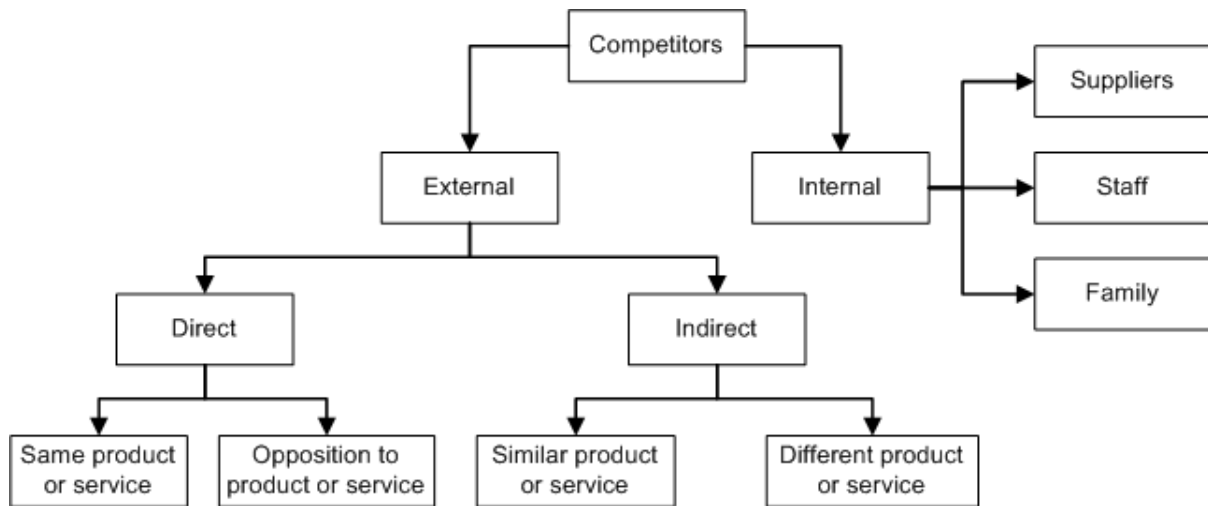 Competitors
Suppliers
External
Internal
Staff
Family
Direct
Indirect
Same product
or service
Opposition to
product or service
Similar product
or service
Different product
or service